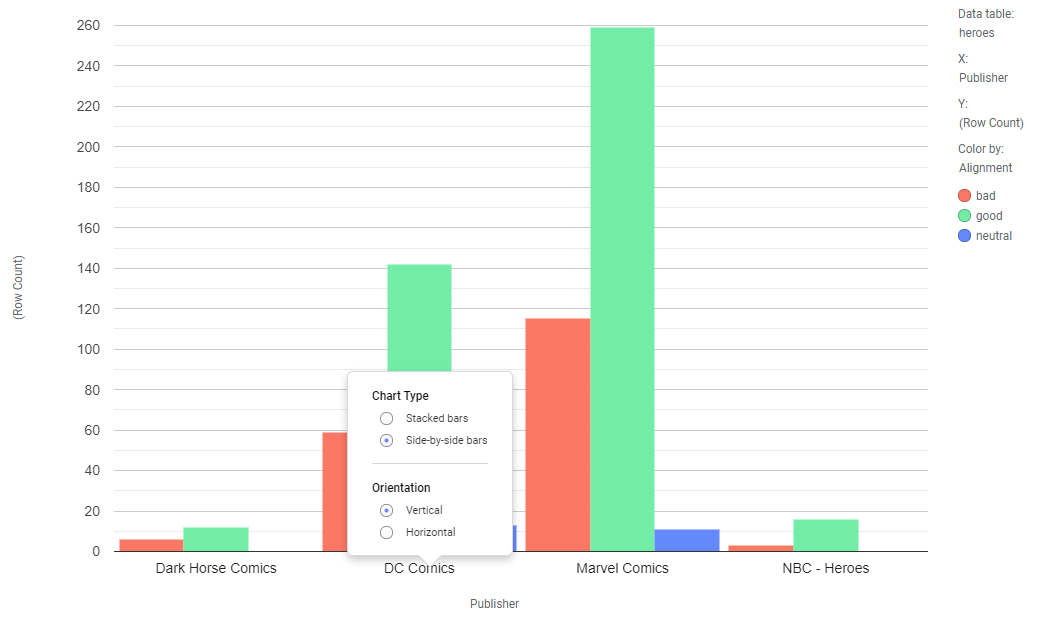 260
240
220
200
180
160
140
120
100
80
60
40
20
0
(Row Count)
Dark Horse Comics
DC Comics
Marvel Comics
NBC - Heroes
Publisher
Chart Type
Stacked bars
Side-by-side bars
Orientation
Vertical
Horizontal
Data table:
heroes
X:
Publisher
Y:
(Row Count)
Color by:
Alignment
bad
good
neutral